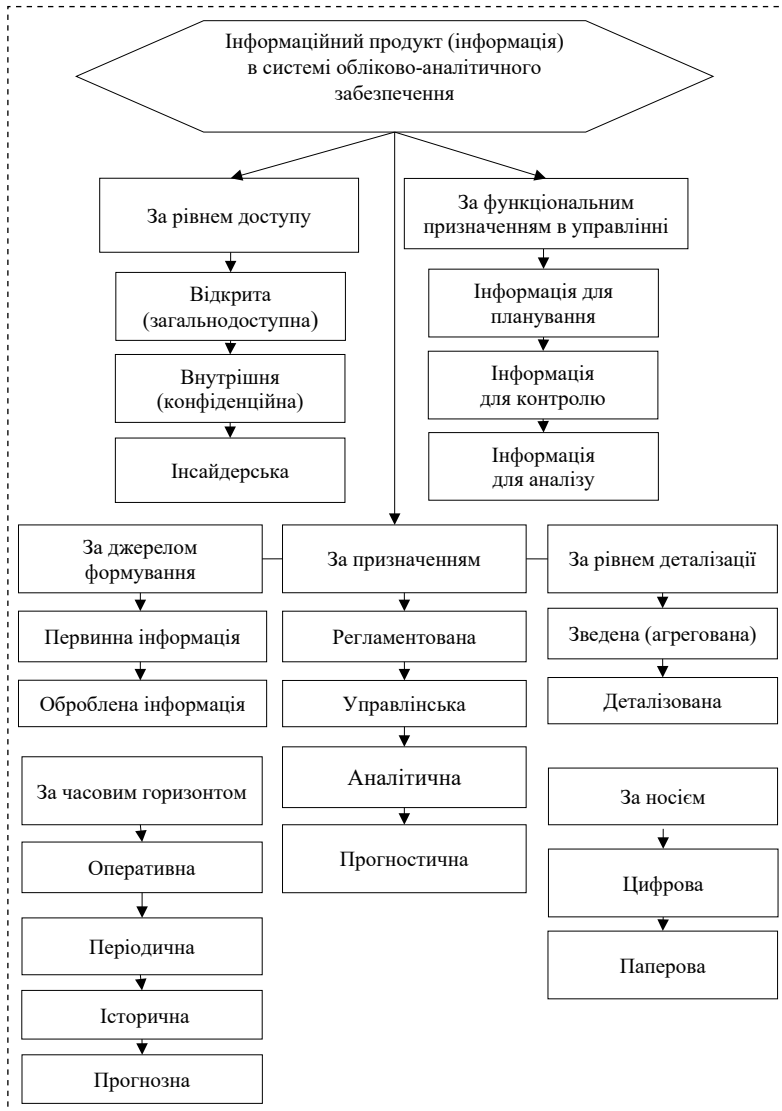 Інформаційний продукт (інформація)
в системі обліково-аналітичного
забезпечення
За рівнем доступу
Відкрита
(загальнодоступна)
Внутрішня
(конфіденційна)
Інсайдерська
За функціональним
призначенням в управлінні
Інформація для
планування
Інформація
для контролю
Інформація
для аналізу
За джерелом
формування
Первинна інформація
Оброблена інформація
За призначенням
Регламентована
Управлінська
Аналітична
Прогностична
За рівнем деталізації
Зведена (агрегована)
Деталізована
За часовим горизонтом
Оперативна
Періодична
Історична
Прогнозна
За носієм
Цифрова
Паперова